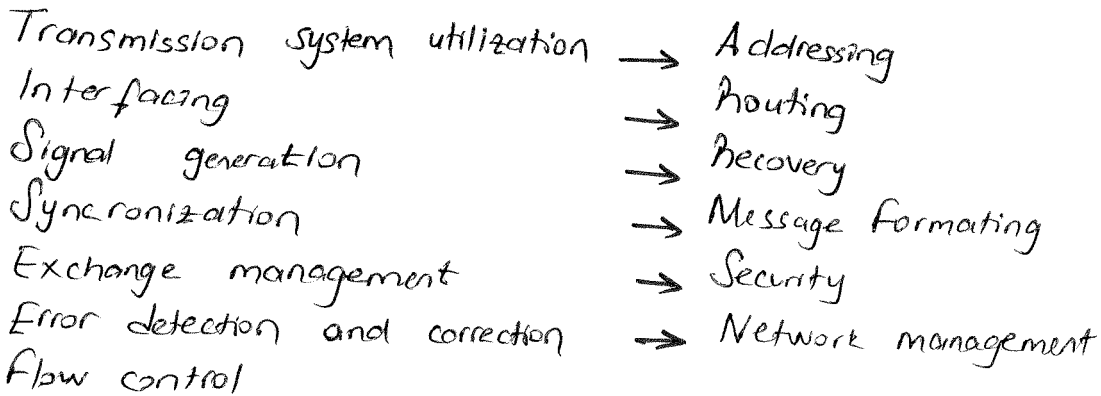 Transmission system utilization → Addressing
Interfacing → Routing
Signal generation → Recovery
Syncronization → Message formating
Exchange management → Security
Error detection and correction → Network management
Flow control